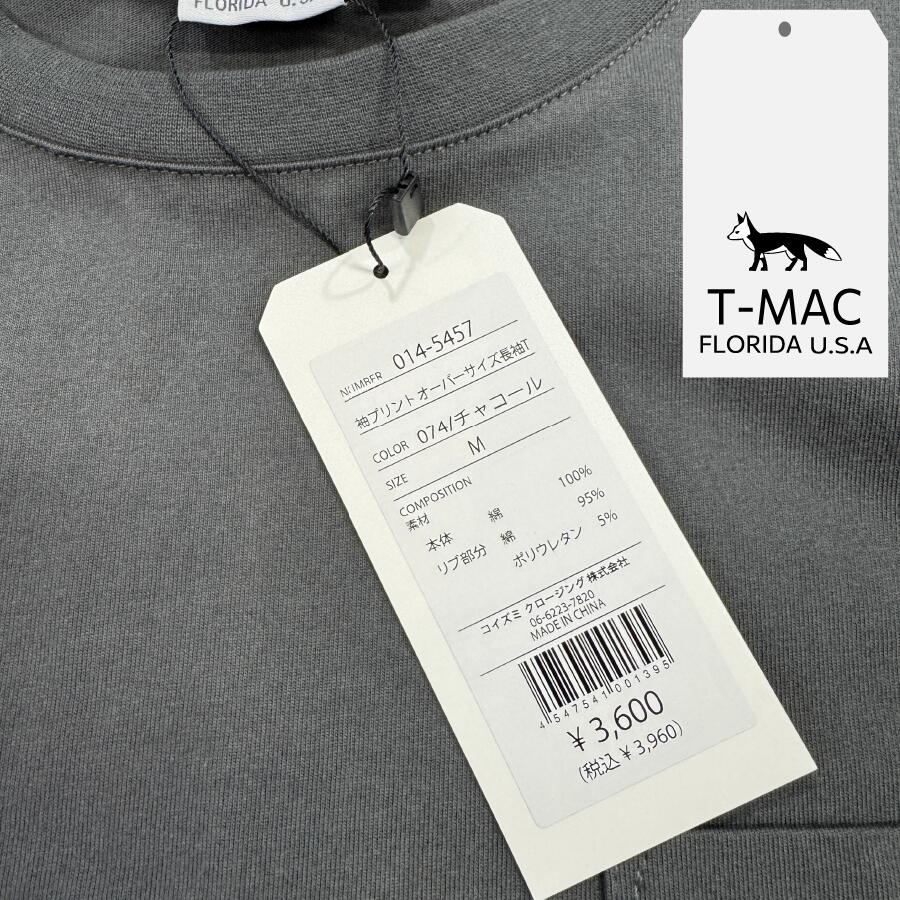 FLORIDA U.S.A
T-MAC
FLORIDA U.S.A
NUMBER 014-5457
袖プリントオーバーサイズ長袖T
COLOR 074/チャコール
SIZE M
COMPOSITION
素材
本体 綿 100%
リブ部分 綿 95%
ポリウレタン 5%
コイズミ クロージング 株式会社
06-6223-7820
MADE IN CHINA
4 547541 001395
¥ 3,600
(税込 ¥ 3,960)